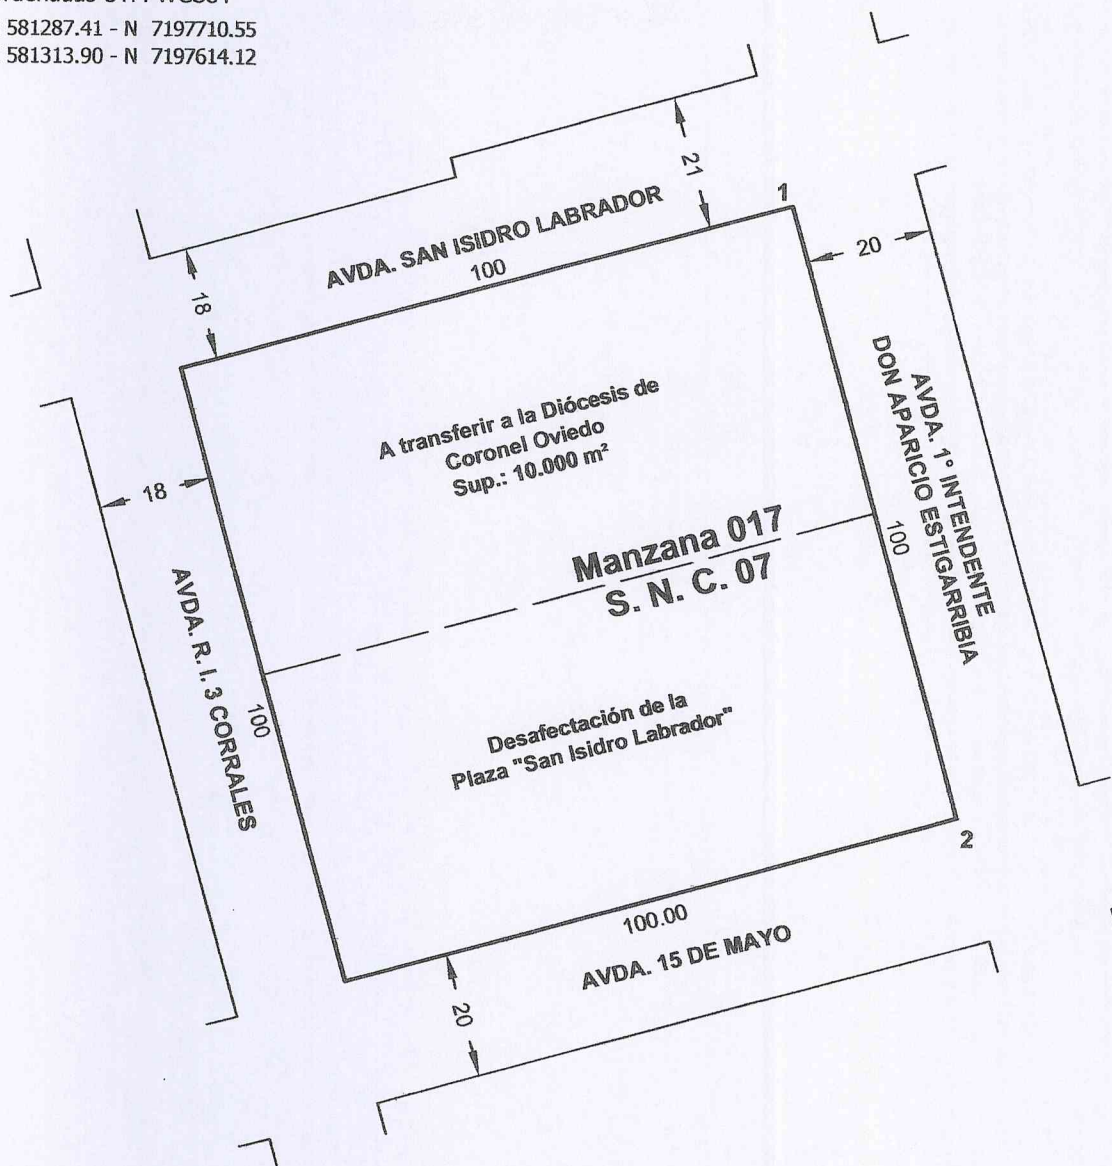 581287.41 - N 7197710.55
581313.90 - N 7197614.12
21
1
AVDA. SAN ISIDRO LABRADOR
100
18
20
A transferir a la Diócesis de
Coronel Oviedo
Sup.: 10.000 m²
AVDA. 1° INTENDENTE
DON APARICIO ESTIGARRIBIA
18
Manzana 017
S. N. C. 07
100
AVDA. R. I. 3 CORRALES
100
Desafectación de la
Plaza "San Isidro Labrador"
2
100.00
AVDA. 15 DE MAYO
20